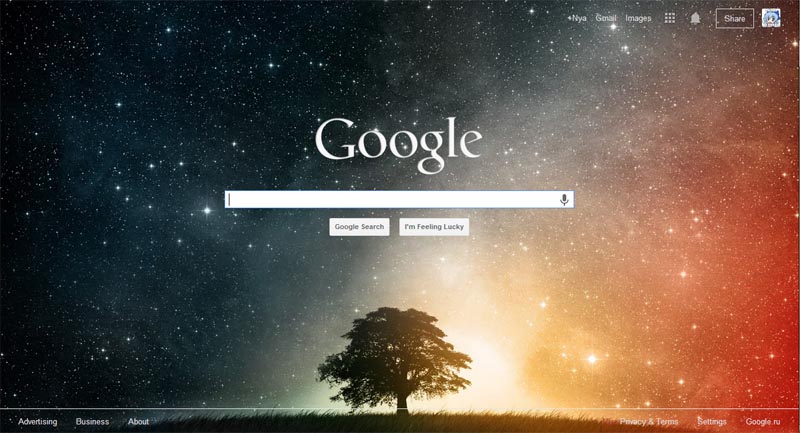 +Nya Gmail Images Share
Google
Google Search I'm Feeling Lucky
Advertising Business About Privacy & Terms Settings Google.ru